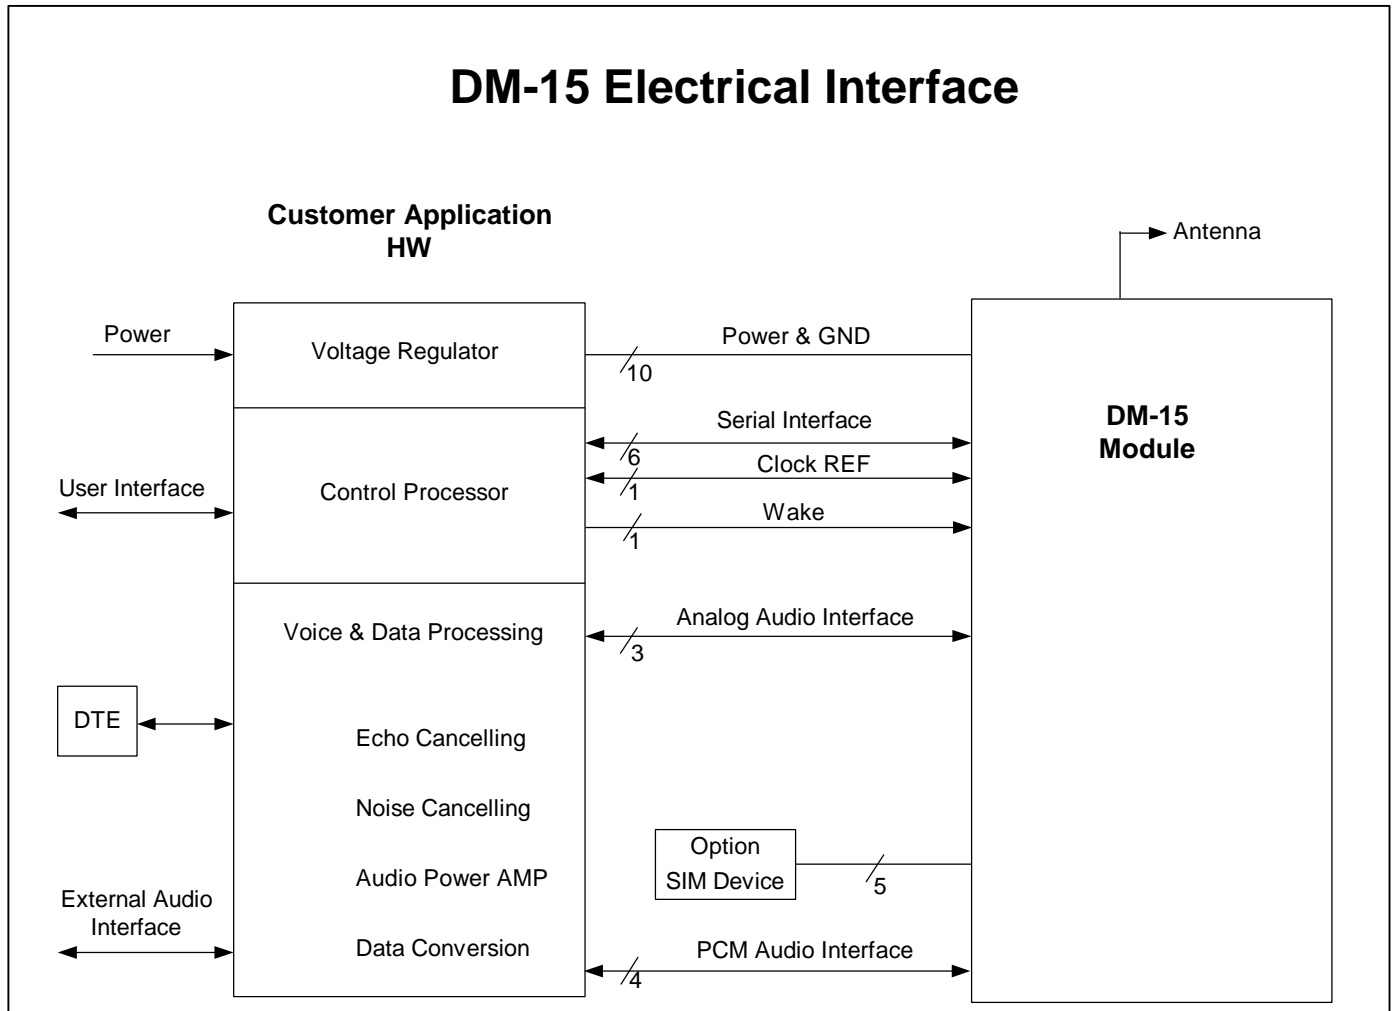 DM-15 Electrical Interface
Customer Application
HW
Antenna
Power
Voltage Regulator
Power & GND
10
DM-15
Module
Serial Interface
6
Clock REF
1
User Interface
Control Processor
Wake
1
Voice & Data Processing
Analog Audio Interface
3
DTE
Echo Cancelling
Noise Cancelling
Option
SIM Device
5
Audio Power AMP
External Audio
Interface
Data Conversion
PCM Audio Interface
4